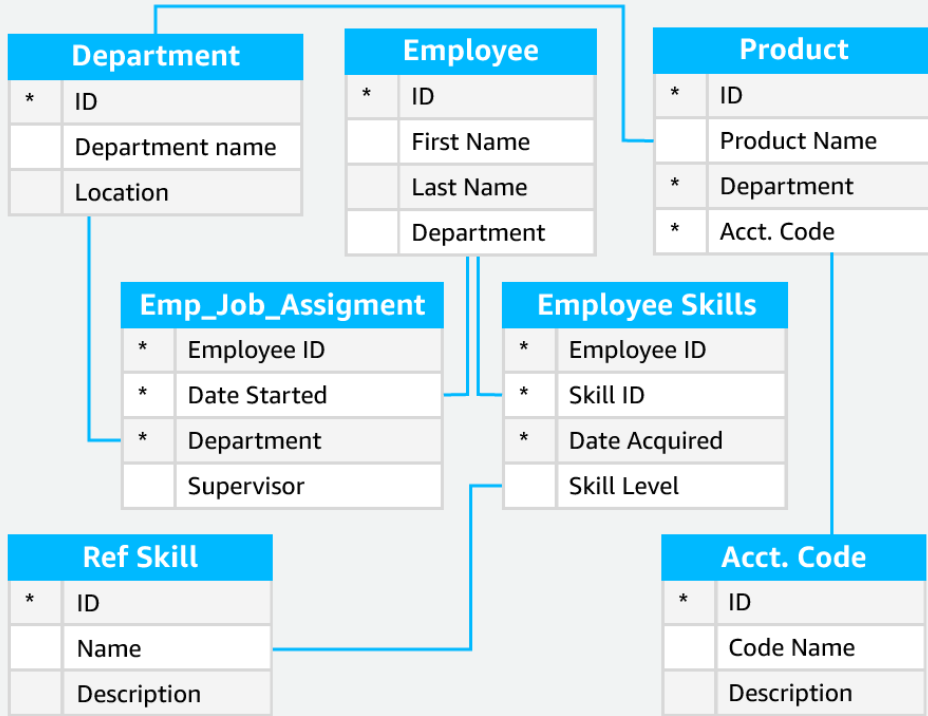 Department
* ID
Department name
Location
Employee
* ID
First Name
Last Name
Department
Product
* ID
Product Name
* Department
* Acct. Code
Emp_Job_Assigment
* Employee ID
* Date Started
* Department
Supervisor
Employee Skills
* Employee ID
* Skill ID
* Date Acquired
Skill Level
Ref Skill
* ID
Name
Description
Acct. Code
* ID
Code Name
Description